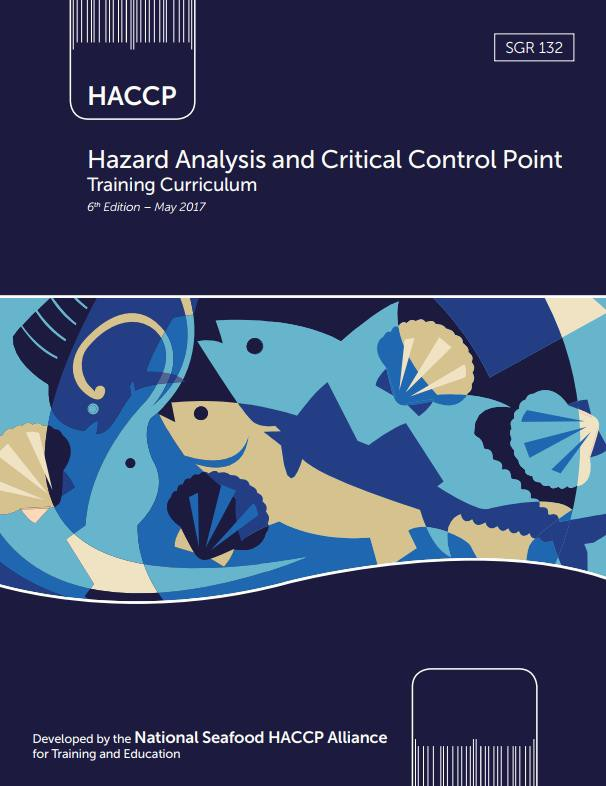 SGR 132
HACCP
Hazard Analysis and Critical Control Point
Training Curriculum
6th Edition – May 2017
Developed by the National Seafood HACCP Alliance
for Training and Education